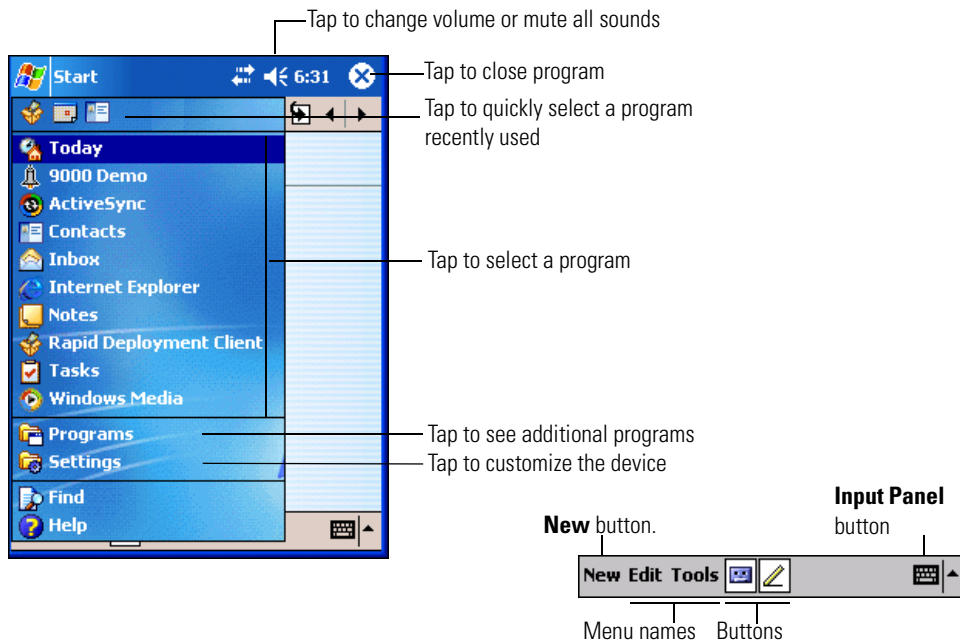 Tap to change volume or mute all sounds
Start 6:31
Tap to close program
Tap to quickly select a program
recently used
Today
9000 Demo
ActiveSync
Contacts
Inbox
Tap to select a program
Internet Explorer
Notes
Rapid Deployment Client
Tasks
Windows Media
Programs
Tap to see additional programs
Settings
Tap to customize the device
Find
Help
New button.
Input Panel
button
New Edit Tools
Menu names
Buttons